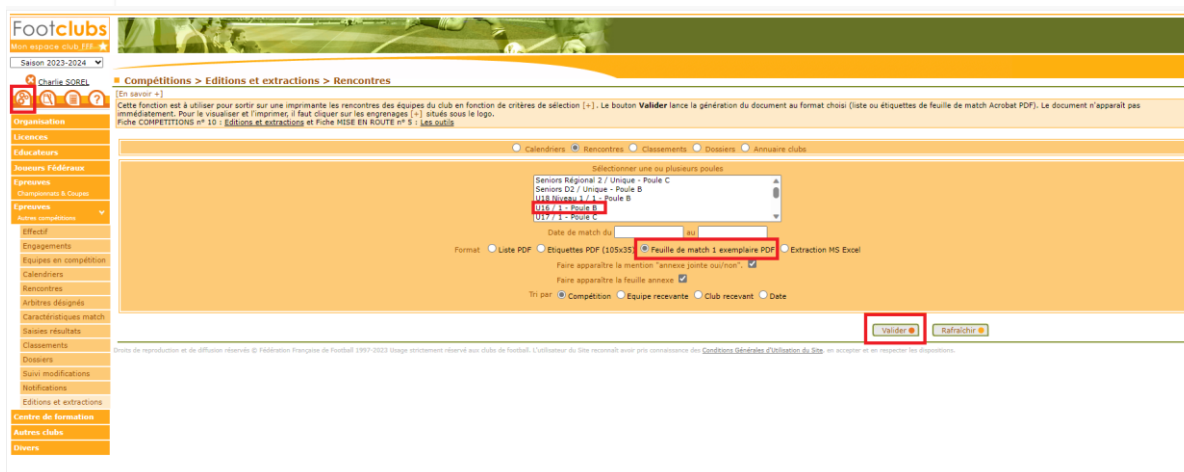 Footclubs
Mon espace club FFF
Saison 2023-2024
Charlie SOREL
Organisation
Licences
Educateurs
Joueurs Fédéraux
Epreuves
Championnats & Coupes
Epreuves
Autres compétitions
Effectif
Engagements
Equipes en compétition
Calendriers
Rencontres
Arbitres désignés
Caractéristiques match
Saisies résultats
Classements
Dossiers
Suivi modifications
Notifications
Editions et extractions
Centre de formation
Autres clubs
Divers
Compétitions > Editions et extractions > Rencontres
[En savoir +]
Cette fonction est à utiliser pour sortir sur une imprimante les rencontres des équipes du club en fonction de critères de sélection [+]. Le bouton Valider lance la génération du document au format choisi (liste ou étiquettes de feuille de match Acrobat PDF). Le document n'apparaît pas
immédiatement. Pour le visualiser et l'imprimer, il faut cliquer sur les engrenages [+] situés sous le logo.
Fiche COMPETITIONS n° 10 : Editions et extractions et Fiche MISE EN ROUTE n° 5 : Les outils
Calendriers Rencontres Classements Dossiers Annuaire clubs
Sélectionner une ou plusieurs poules
Seniors Régional 2 / Unique - Poule C
Seniors D2 / Unique - Poule B
U18 Niveau 1 / 1 - Poule B
U16 / 1 - Poule B
U17 / 1 - Poule C
Date de match du au
Format Liste PDF Etiquettes PDF (105x35) Feuille de match 1 exemplaire PDF Extraction MS Excel
Faire apparaître la mention "annexe jointe oui/non".
Faire apparaître la feuille annexe
Tri par Compétition Equipe recevante Club recevant Date
Valider Rafraîchir
Droits de reproduction et de diffusion réservés © Fédération Française de Football 1997-2023 Usage strictement réservé aux clubs de football. L'utilisateur du Site reconnaît avoir pris connaissance des Conditions Générales d'Utilisation du Site, en accepter et en respecter les dispositions.